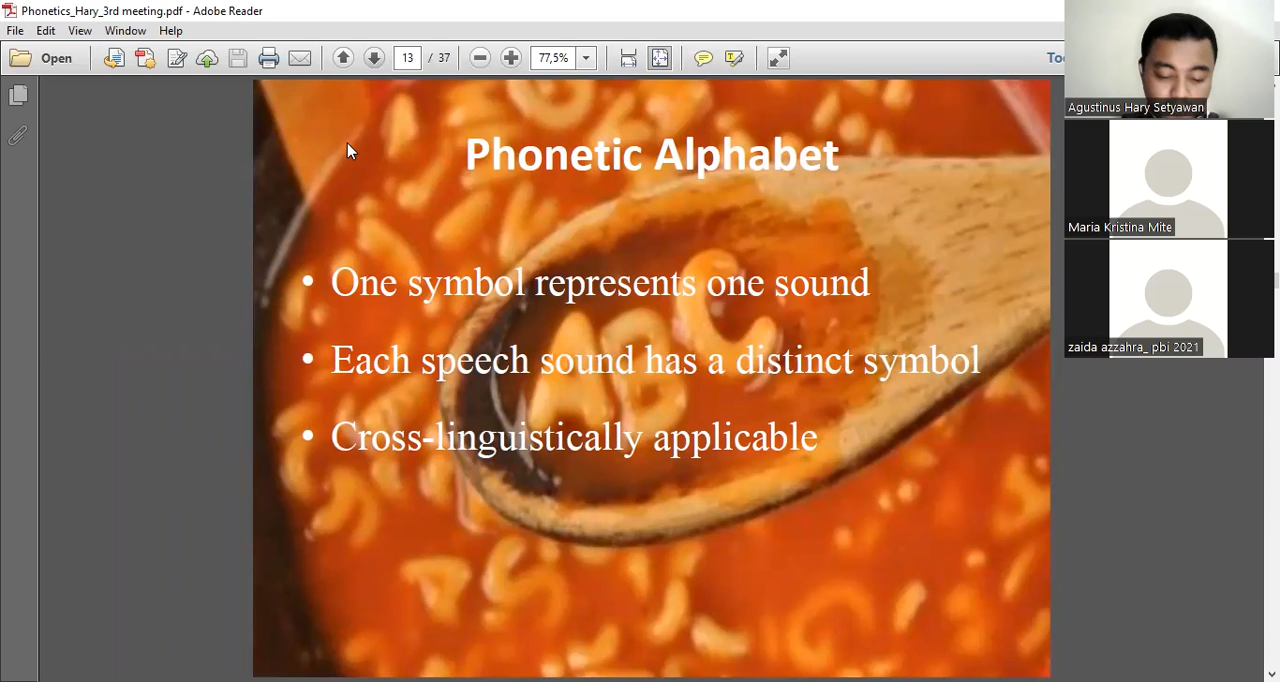 Phonetics_Hary_3rd meeting.pdf - Adobe Reader
File Edit View Window Help
Open 13 / 37 77,5%
Phonetic Alphabet
• One symbol represents one sound
• Each speech sound has a distinct symbol
• Cross-linguistically applicable
ABC
Agustinus Hary Setyawan
Maria Kristina Mite
zaida azzahra_ pbi 2021